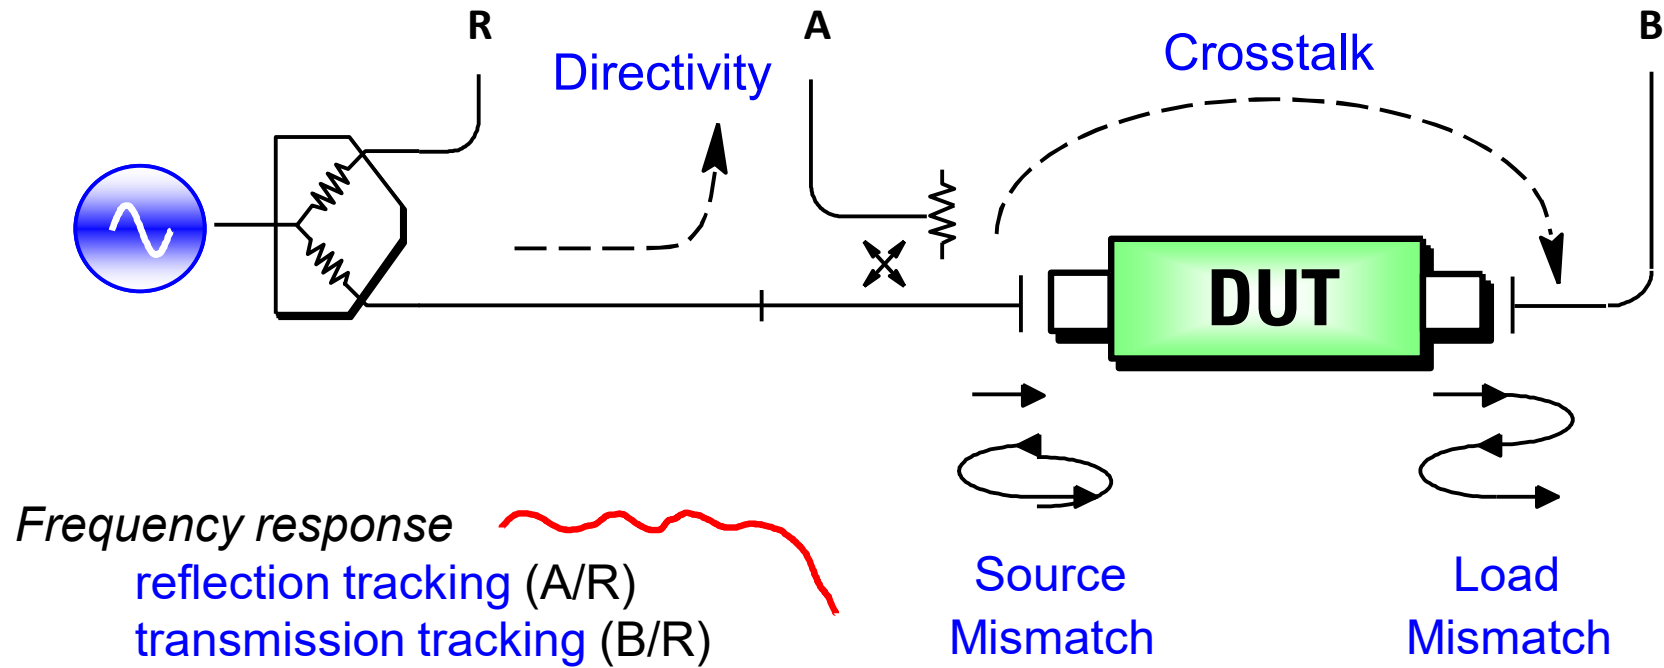 R
A
B
Directivity
Crosstalk
DUT
Frequency response
reflection tracking (A/R)
transmission tracking (B/R)
Source
Mismatch
Load
Mismatch